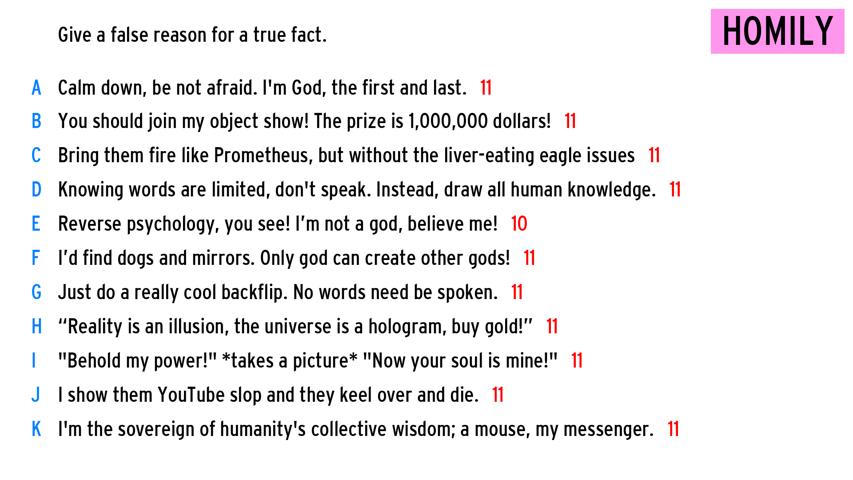 Give a false reason for a true fact.
HOMILY
A Calm down, be not afraid. I'm God, the first and last. 11
B You should join my object show! The prize is 1,000,000 dollars! 11
C Bring them fire like Prometheus, but without the liver-eating eagle issues 11
D Knowing words are limited, don't speak. Instead, draw all human knowledge. 11
E Reverse psychology, you see! I’m not a god, believe me! 10
F I’d find dogs and mirrors. Only god can create other gods! 11
G Just do a really cool backflip. No words need be spoken. 11
H “Reality is an illusion, the universe is a hologram, buy gold!” 11
I "Behold my power!" *takes a picture* "Now your soul is mine!" 11
J I show them YouTube slop and they keel over and die. 11
K I'm the sovereign of humanity's collective wisdom; a mouse, my messenger. 11